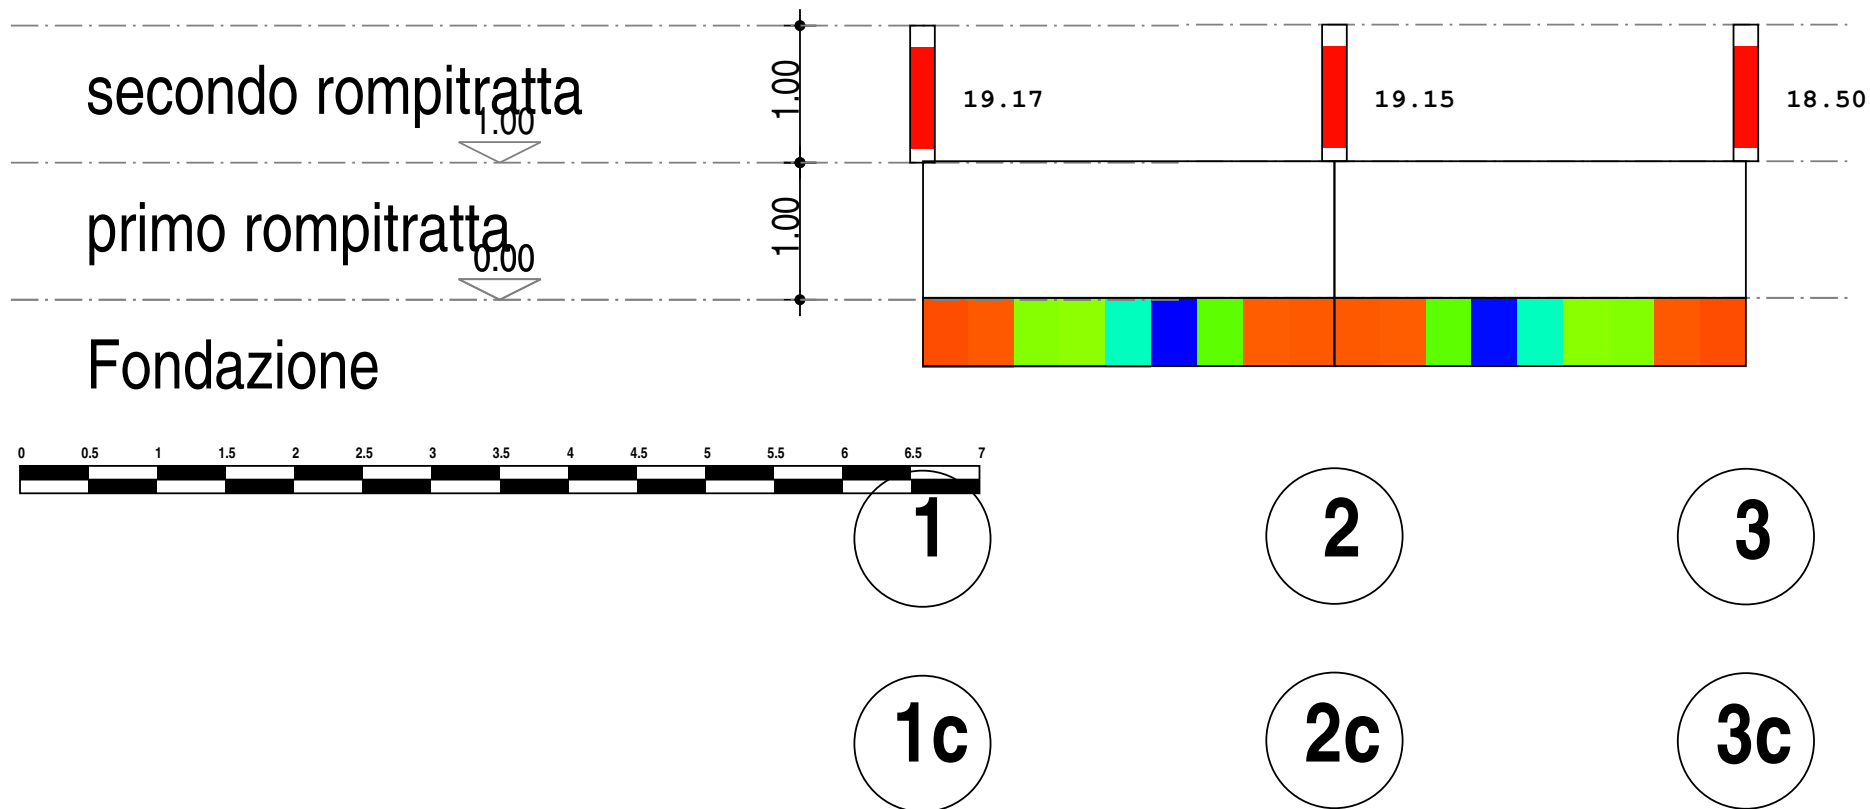 secondo rompitratta
1.00
1.00
19.17
19.15
18.50
primo rompitratta
0.00
1.00
Fondazione
0 0.5 1 1.5 2 2.5 3 3.5 4 4.5 5 5.5 6 6.5 7
1 2 3
1c 2c 3c